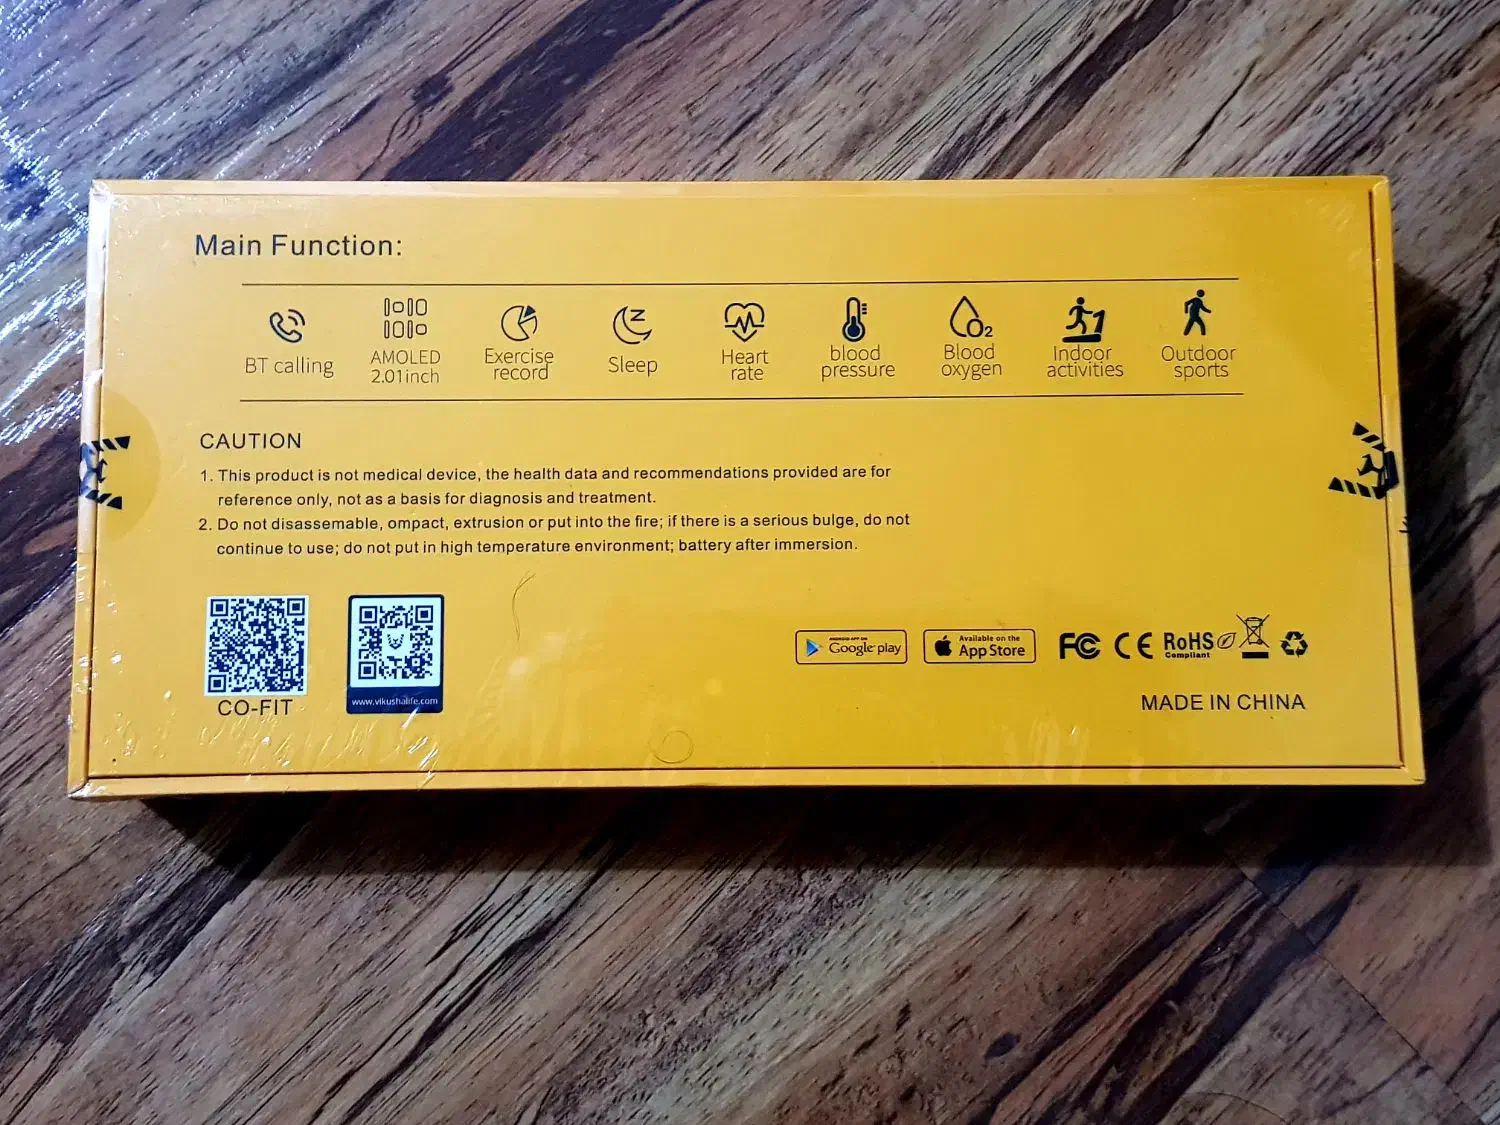 Main Function:
BT calling
AMOLED
2.01inch
Exercise
record
Sleep
Heart
rate
blood
pressure
O2
Blood
oxygen
Indoor
activities
Outdoor
sports
CAUTION
1. This product is not medical device, the health data and recommendations provided are for
reference only, not as a basis for diagnosis and treatment.
2. Do not disassemable, ompact, extrusion or put into the fire; if there is a serious bulge, do not
continue to use; do not put in high temperature environment; battery after immersion.
CO-FIT
www.vikushalife.com
ANDROID APP ON
Google play
Available on the
App Store
FC CE RoHS
Compliant
MADE IN CHINA